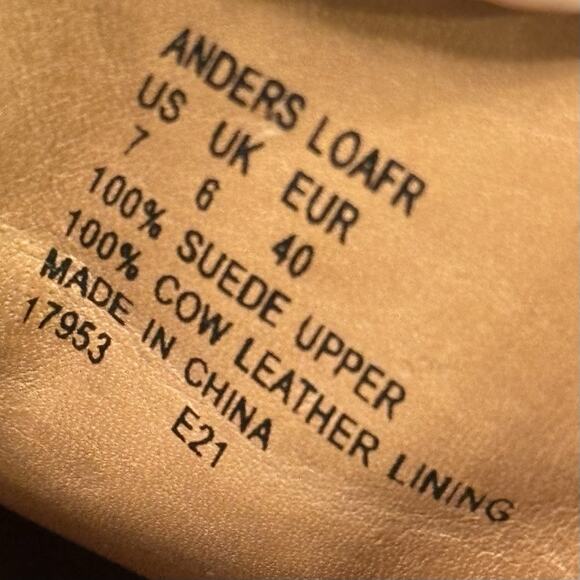 ANDERS LOAFR
US UK EUR
7 6 40
100% SUEDE UPPER
100% COW LEATHER LINING
MADE IN CHINA
17953 E21